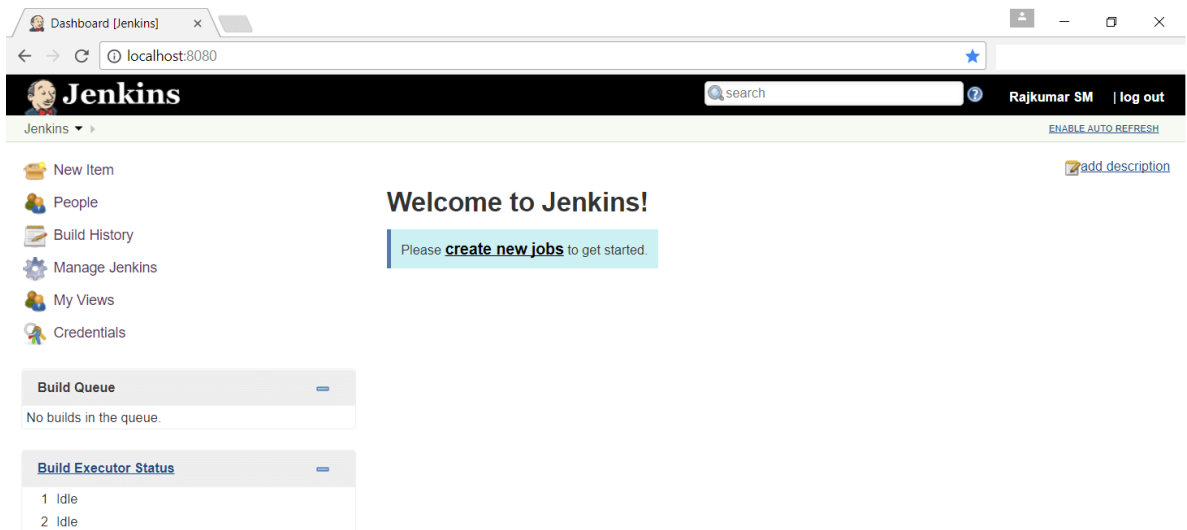 Dashboard [Jenkins]
localhost:8080
Jenkins
search
Rajkumar SM | log out
Jenkins
ENABLE AUTO REFRESH
New Item
People
Build History
Manage Jenkins
My Views
Credentials
add description
Welcome to Jenkins!
Please create new jobs to get started.
Build Queue
No builds in the queue.
Build Executor Status
1 Idle
2 Idle